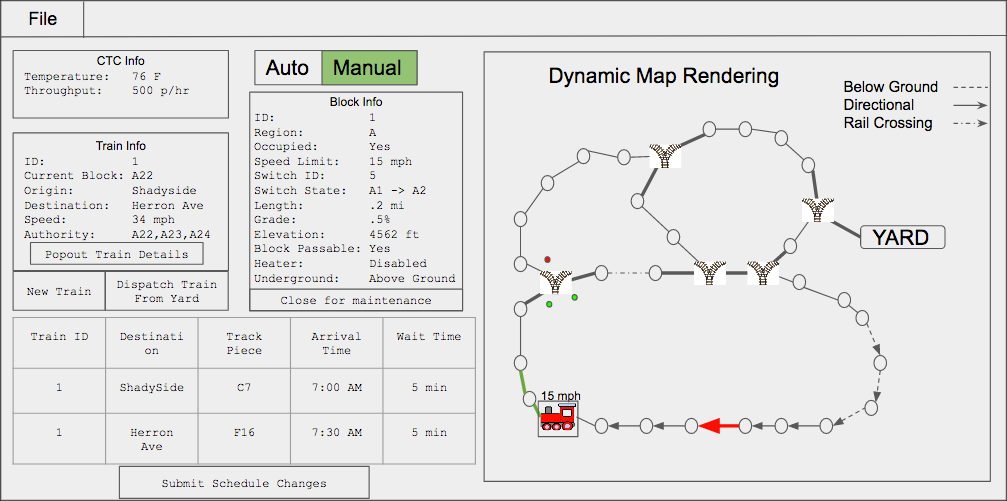 File
CTC Info
Temperature: 76 F
Throughput: 500 p/hr
Train Info
ID: 1
Current Block: A22
Origin: Shadyside
Destination: Herron Ave
Speed: 34 mph
Authority: A22,A23,A24
Popout Train Details
New Train
Dispatch Train
From Yard
Auto Manual
Block Info
ID: 1
Region: A
Occupied: Yes
Speed Limit: 15 mph
Switch ID: 5
Switch State: A1 -> A2
Length: .2 mi
Grade: .5%
Elevation: 4562 ft
Block Passable: Yes
Heater: Disabled
Underground: Above Ground
Close for maintenance
Train ID
Destinati
on
Track
Piece
Arrival
Time
Wait Time
1 ShadySide C7 7:00 AM 5 min
1 Herron
Ave F16 7:30 AM 5 min
Submit Schedule Changes
Dynamic Map Rendering
Below Ground
Directional
Rail Crossing
YARD
15 mph